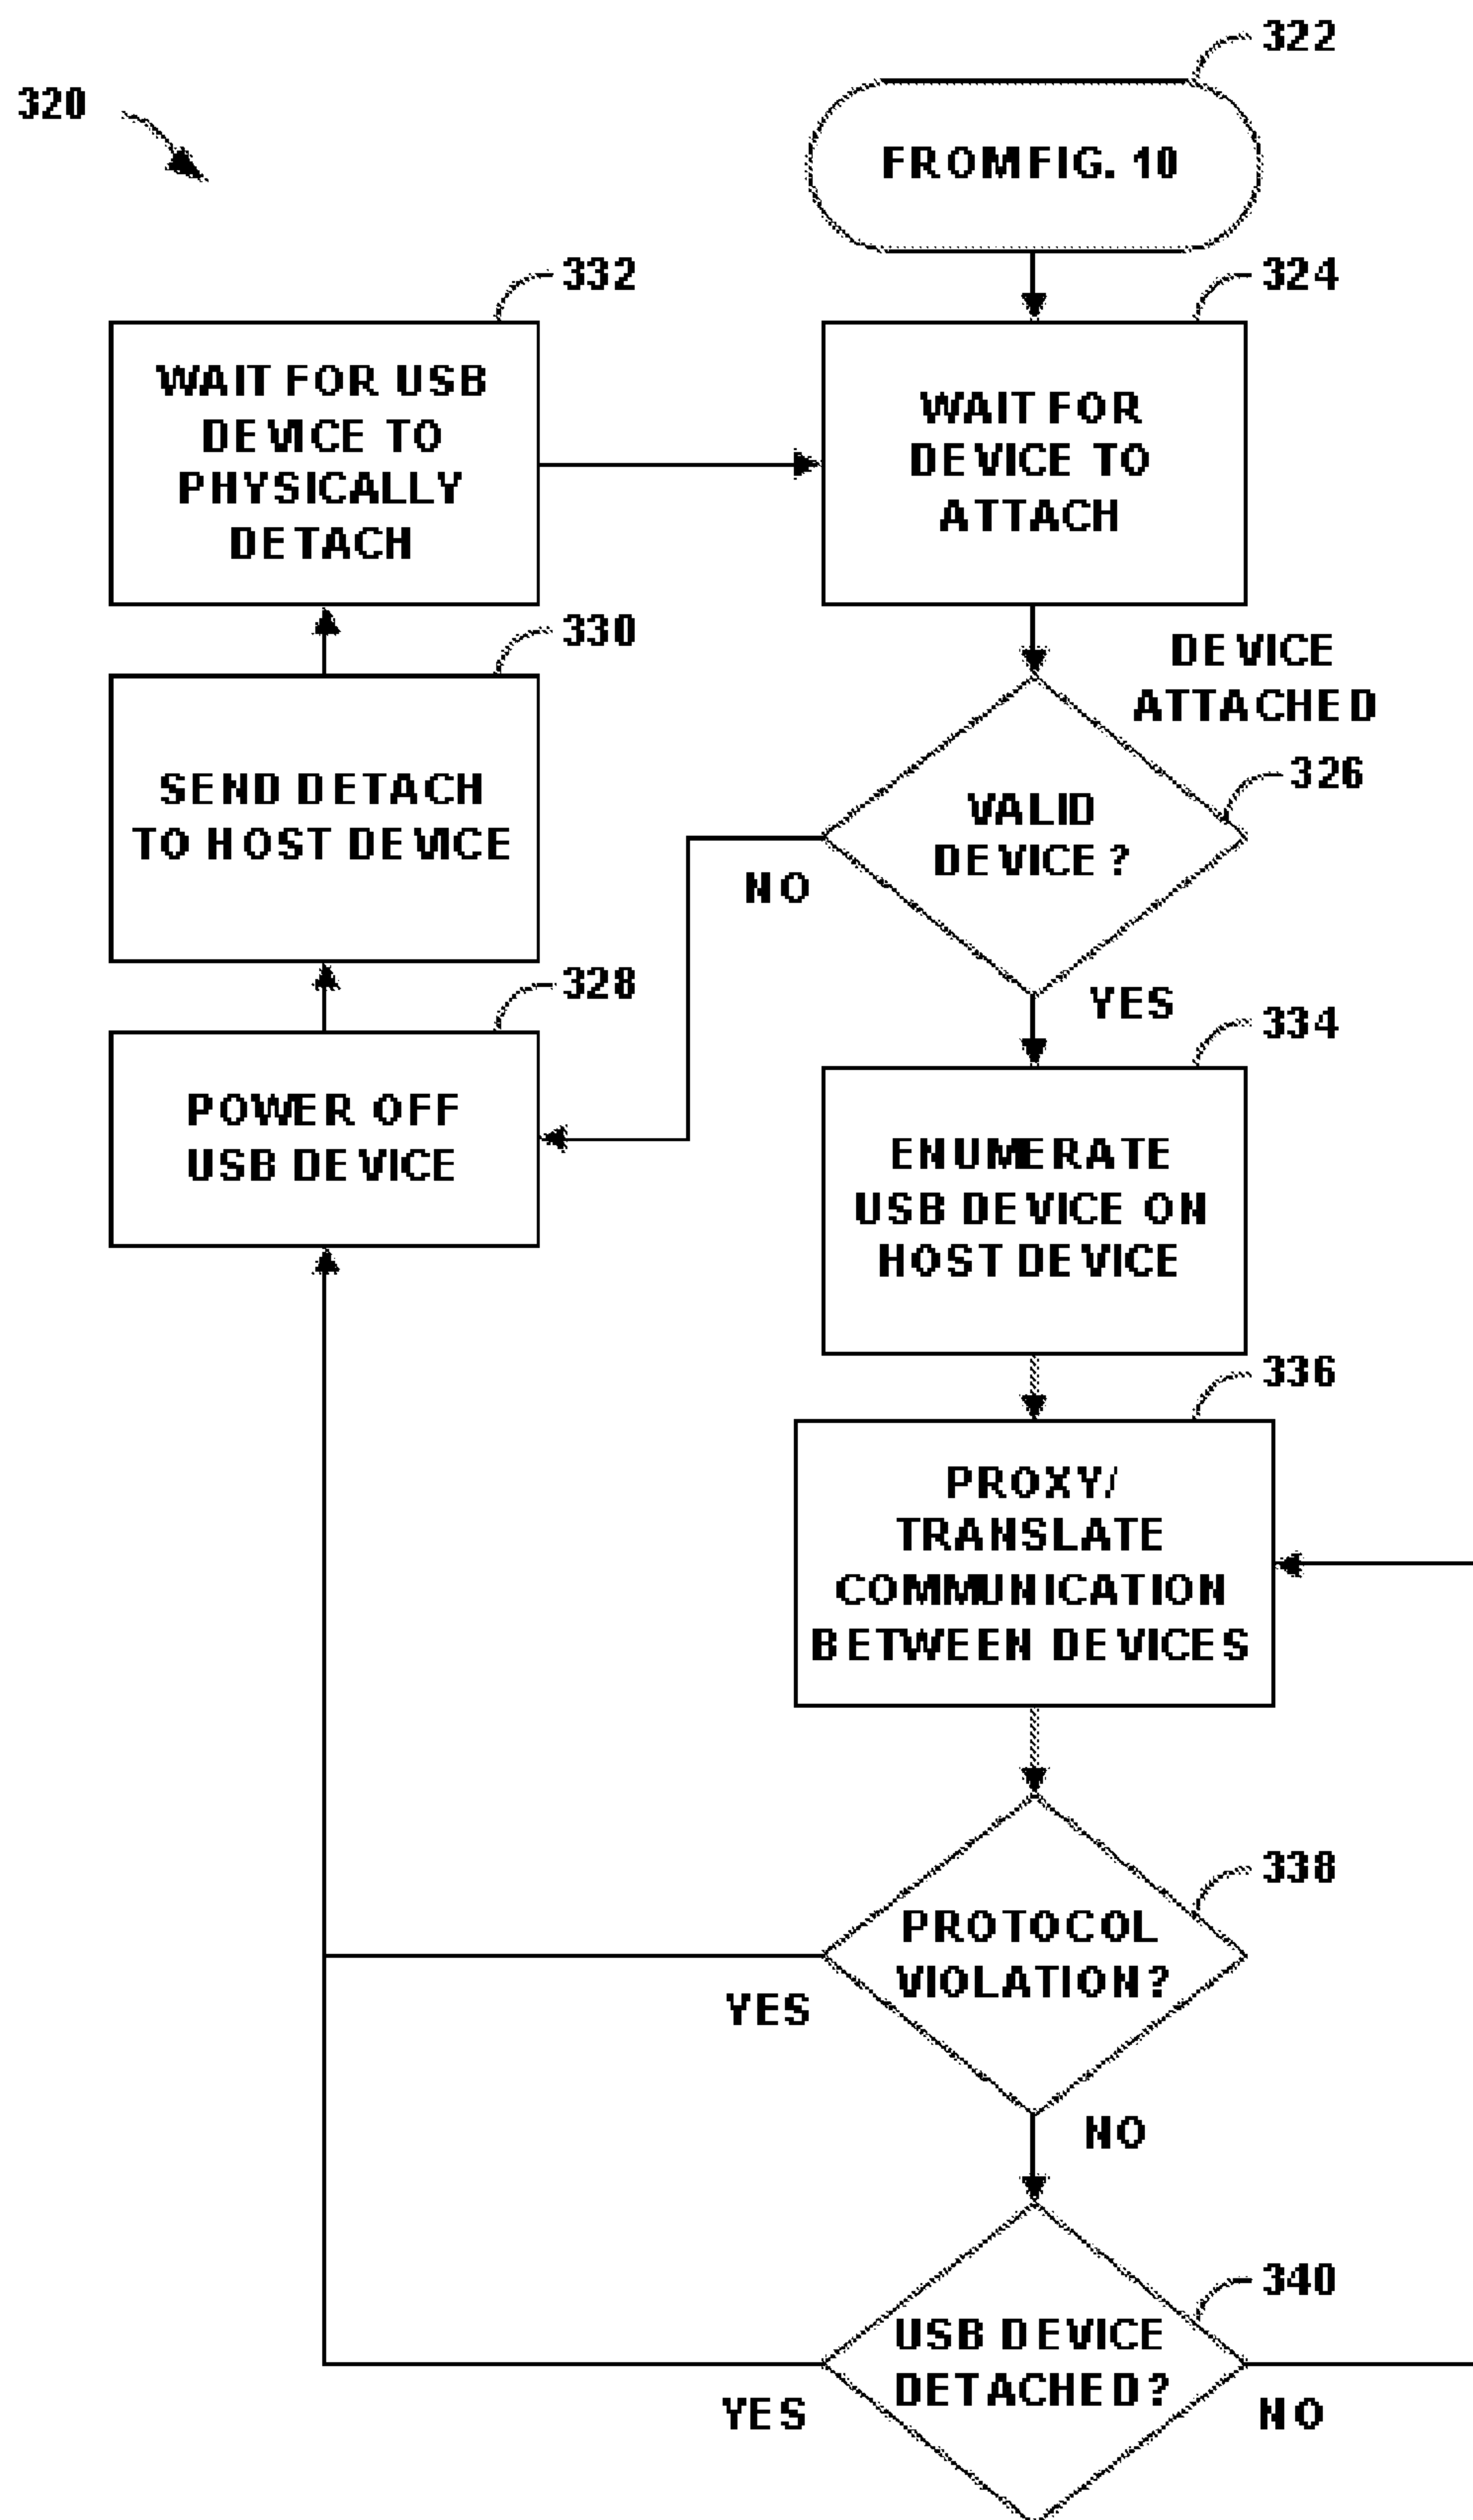 322
320
FROM FIG. 10
332
324
WAIT FOR USB
DEVICE TO
PHYSICALLY
DETACH
WAIT FOR
DEVICE TO
ATTACH
330
DEVICE
ATTACHED
SEND DETACH
TO HOST DEVICE
326
VALID
DEVICE?
NO
YES
328
334
POWER OFF
USB DEVICE
ENUMERATE
USB DEVICE ON
HOST DEVICE
336
PROXY/
TRANSLATE
COMMUNICATION
BETWEEN DEVICES
338
PROTOCOL
VIOLATION?
YES
NO
340
USB DEVICE
DETACHED?
YES
NO